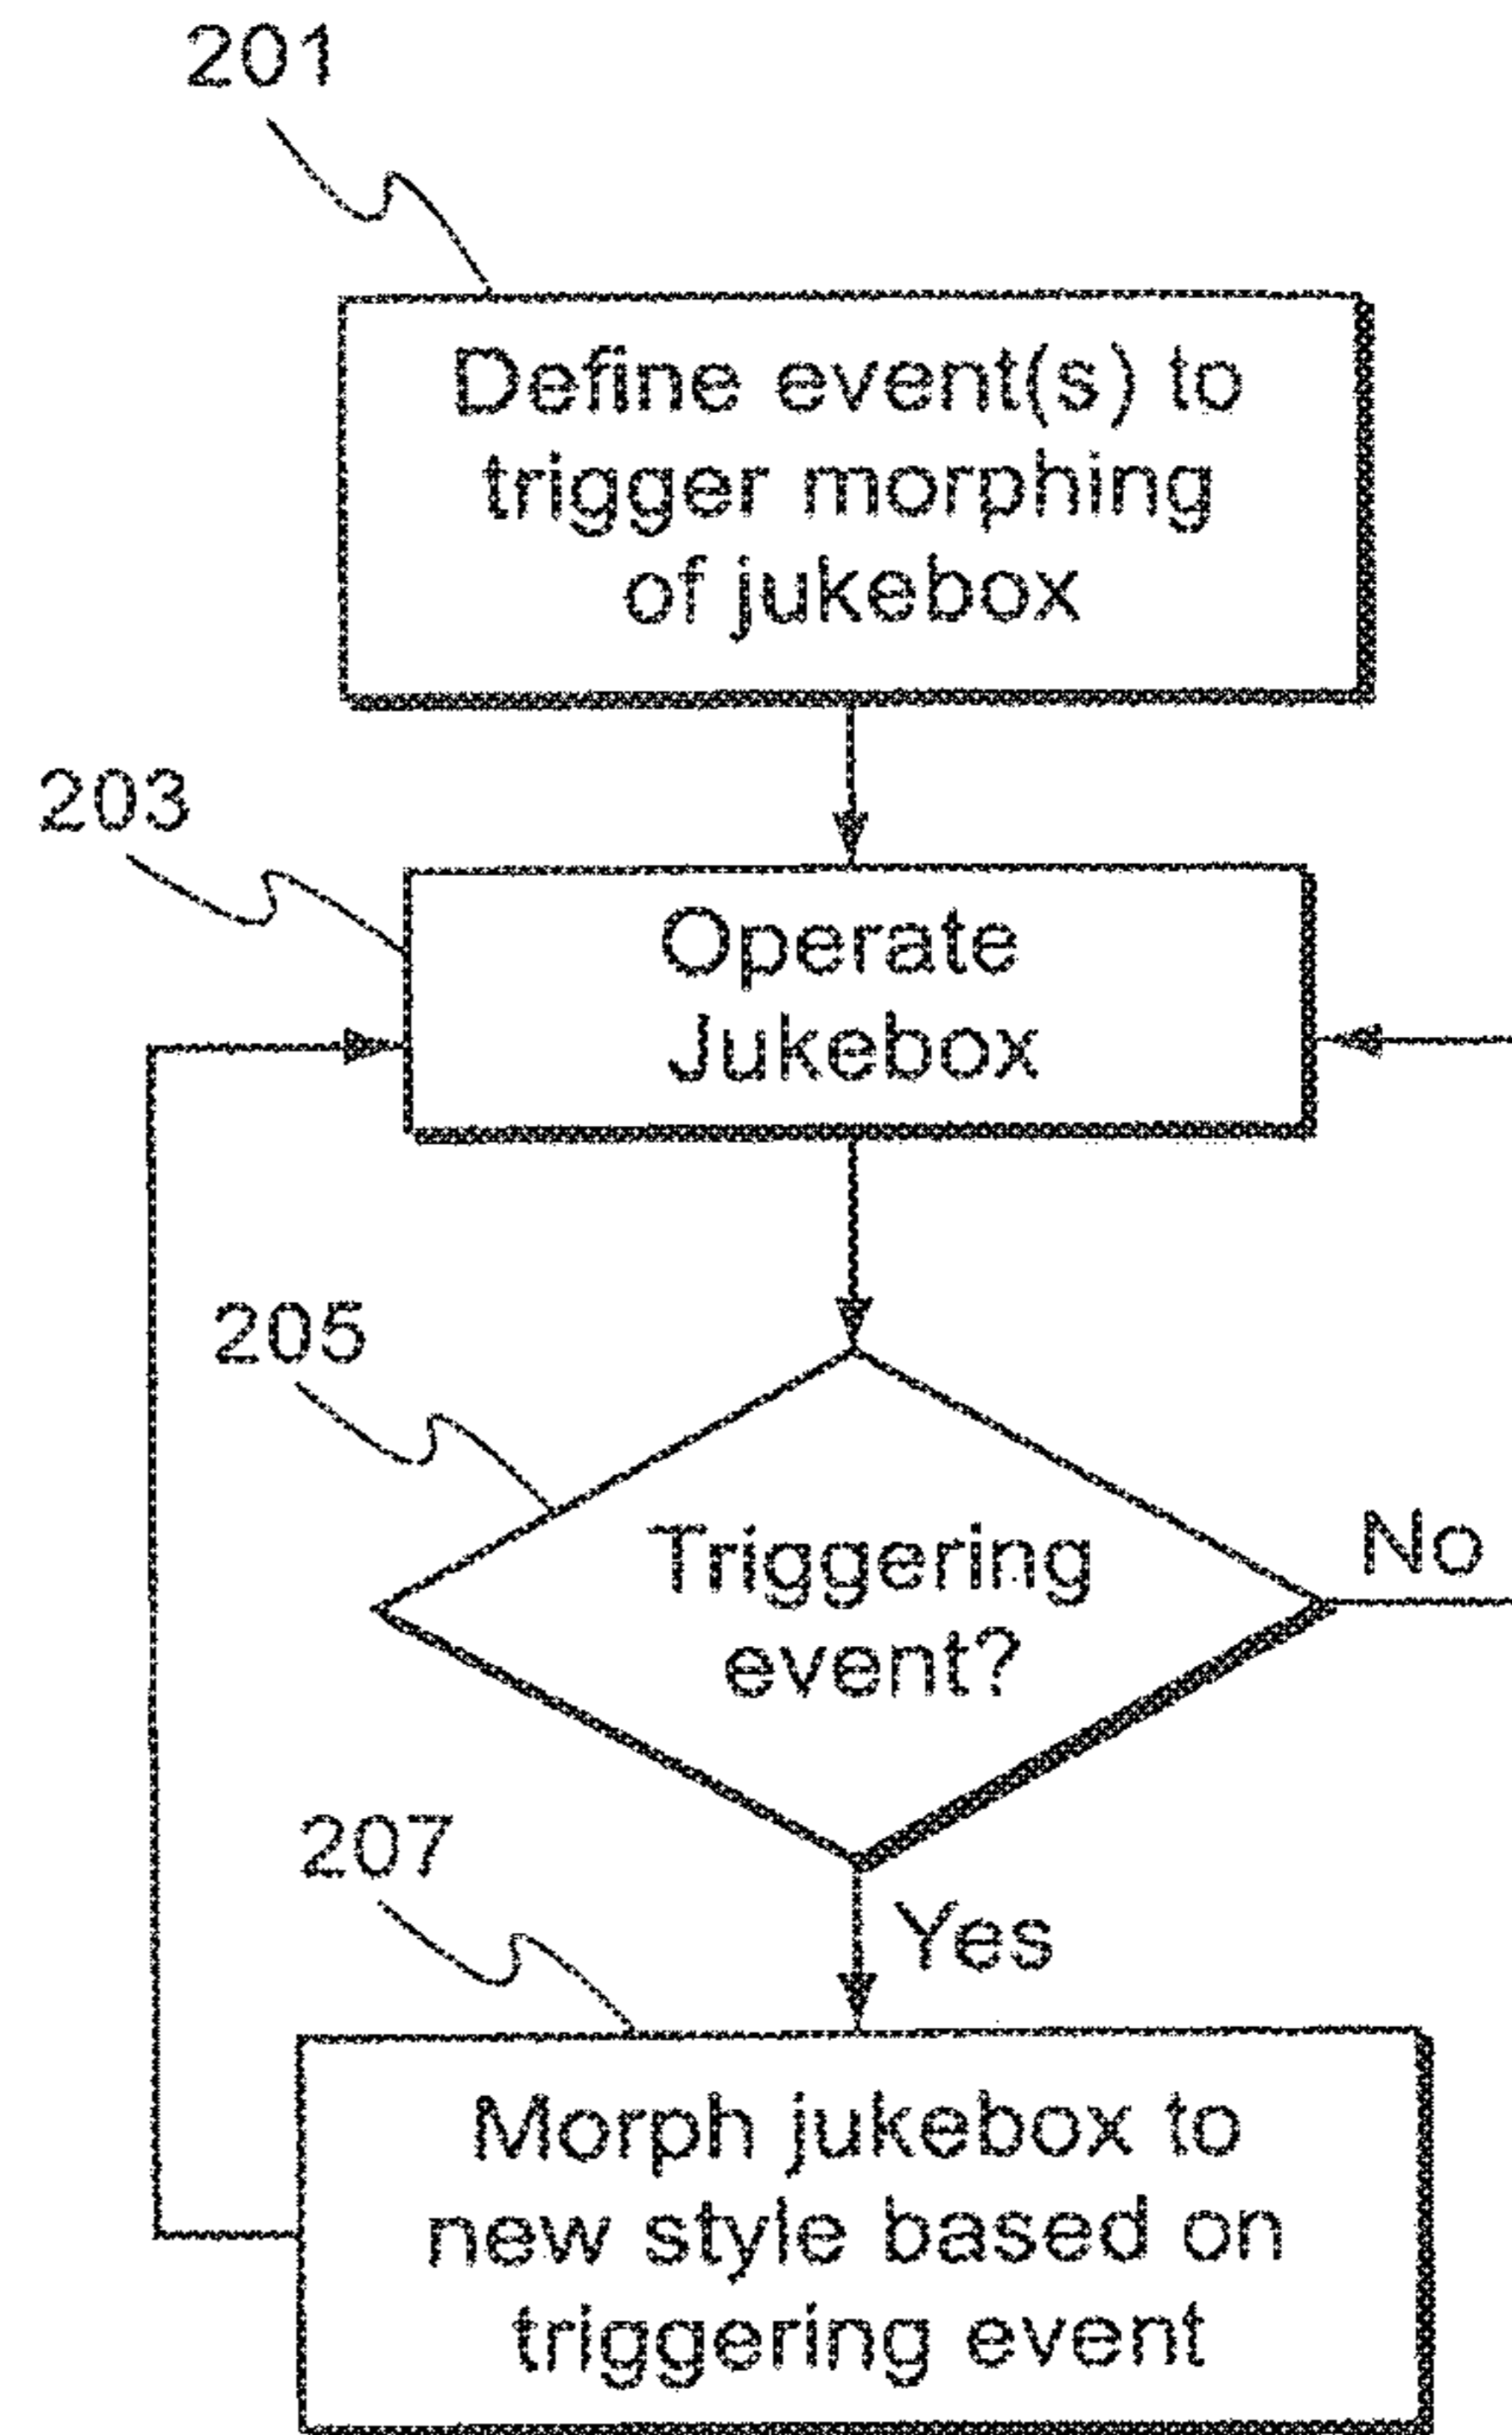 201
Define event(s) to
trigger morphing
of jukebox
203
Operate
Jukebox
205
Triggering
event?
No
207
Yes
Morph jukebox to
new style based on
triggering event